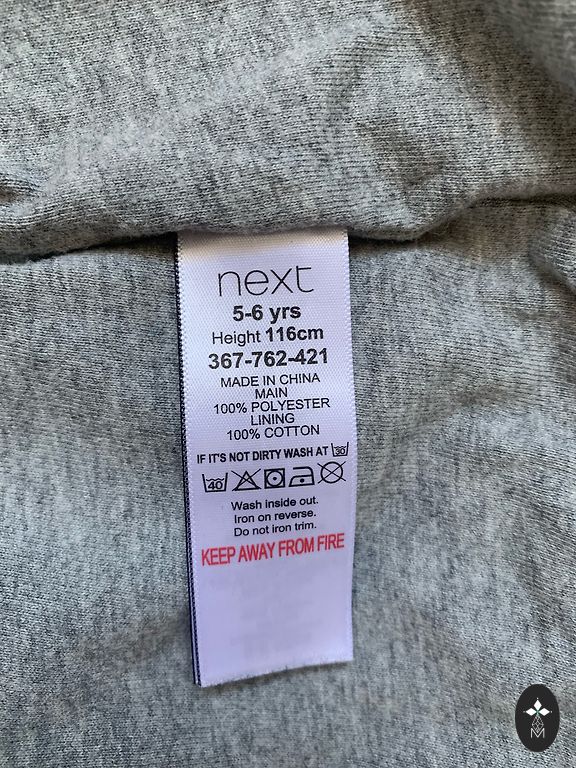 next
5-6 yrs
Height 116cm
367-762-421
MADE IN CHINA
MAIN
100% POLYESTER
LINING
100% COTTON
IF IT'S NOT DIRTY WASH AT 30
40
Wash inside out.
Iron on reverse.
Do not iron trim.
KEEP AWAY FROM FIRE
M